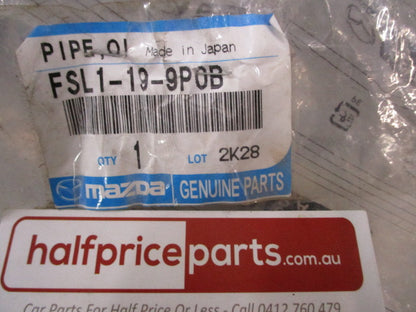 PIPE, OI Made in Japan
FSL1-19-9P0B
QTY 1 LOT 2K28
mazda GENUINE PARTS
halfpriceparts.com.au
Car Parts For Half Price Or Less - Call 0412 760 479